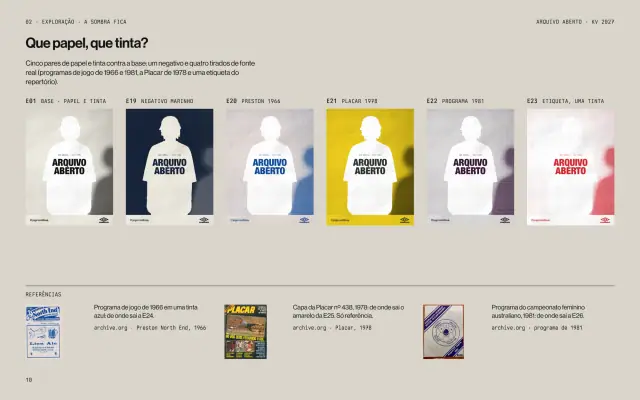 02 · EXPLORAÇÃO · A SOMBRA FICA
ARQUIVO ABERTO · KV 2027
Que papel, que tinta?
Cinco pares de papel e tinta contra a base: um negativo e quatro tirados de fonte
real (programas de jogo de 1966 e 1981, a Placar de 1978 e uma etiqueta do
repertório).
E01 BASE · PAPEL E TINTA
E19 NEGATIVO MARINHO
E20 PRESTON 1966
E21 PLACAR 1978
E22 PROGRAMA 1981
E23 ETIQUETA, UMA TINTA
ARQUIVO
ABERTO
ARQUIVO
ABERTO
ARQUIVO
ABERTO
ARQUIVO
ABERTO
ARQUIVO
ABERTO
ARQUIVO
ABERTO
REFERÊNCIAS
North End
Lion Ale
Programa de jogo de 1966 em uma tinta
azul: de onde sai a E24.
archive.org · Preston North End, 1966
PLACAR
Capa da Placar nº 438, 1978: de onde sai o
amarelo da E25. Só referência.
archive.org · Placar, 1978
Programa do campeonato feminino
australiano, 1981: de onde sai a E26.
archive.org · programa de 1981
10